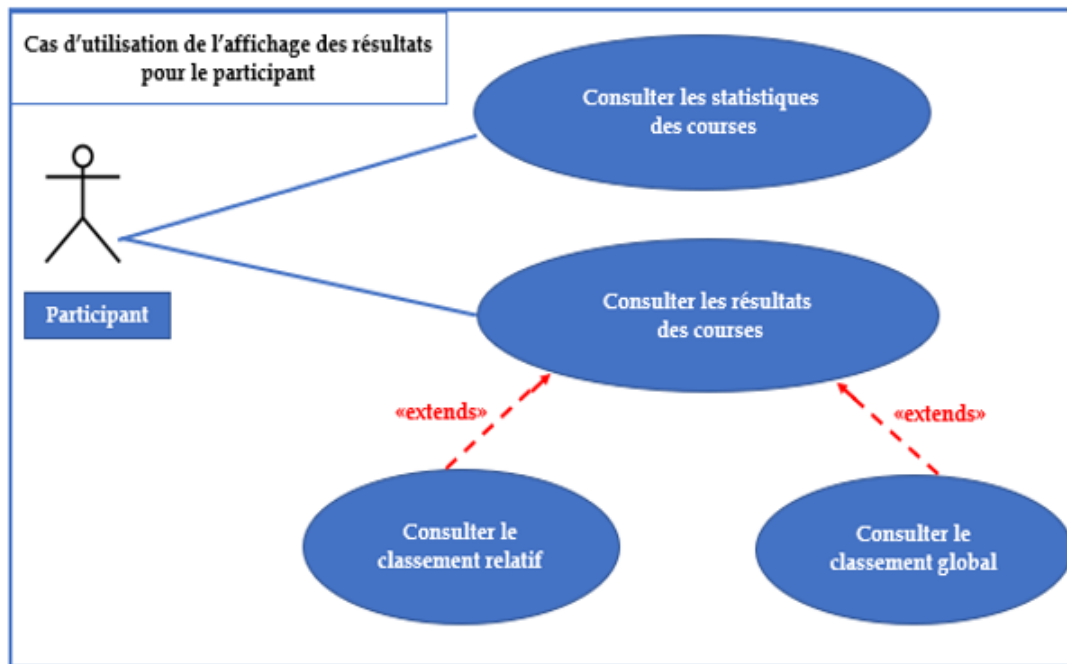 Cas d'utilisation de l'affichage des résultats
pour le participant
Consulter les statistiques
des courses
Participant
Consulter les résultats
des courses
«extends»
«extends»
Consulter le
classement relatif
Consulter le
classement global